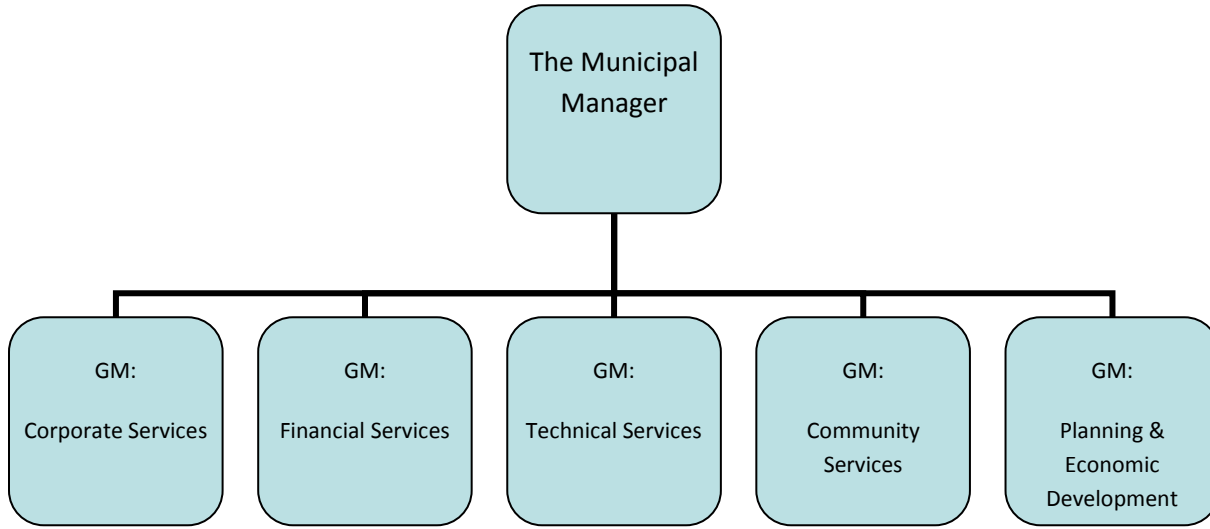 The Municipal
Manager
GM:
Corporate Services
GM:
Financial Services
GM:
Technical Services
GM:
Community
Services
GM:
Planning &
Economic
Development